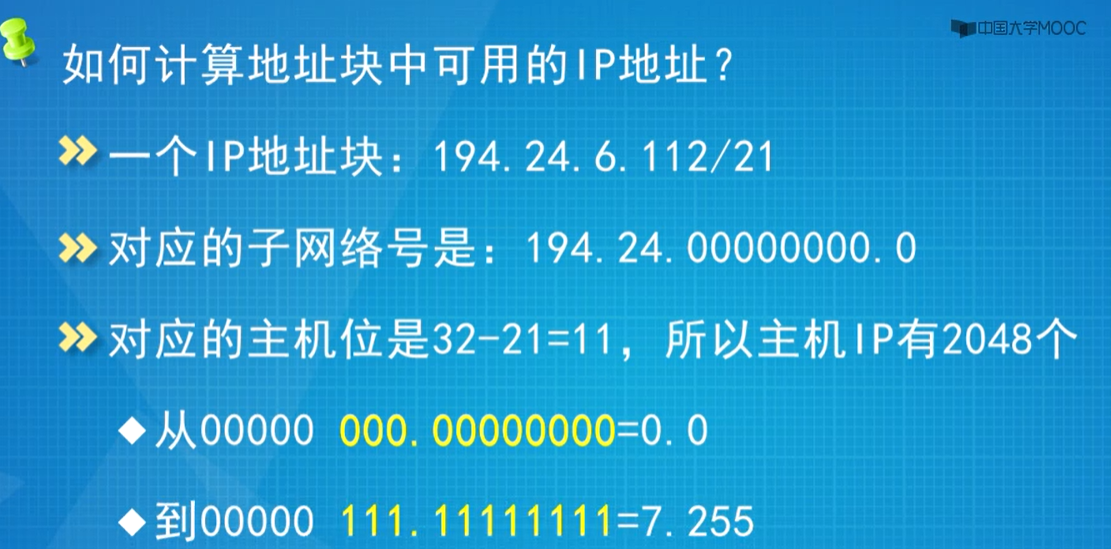 中国大学MOOC
如何计算地址块中可用的IP地址？
一个IP地址块：194.24.6.112/21
对应的子网络号是：194.24.00000000.0
对应的主机位是32-21=11，所以主机IP有2048个
从00000 000.00000000=0.0
到00000 111.11111111=7.255